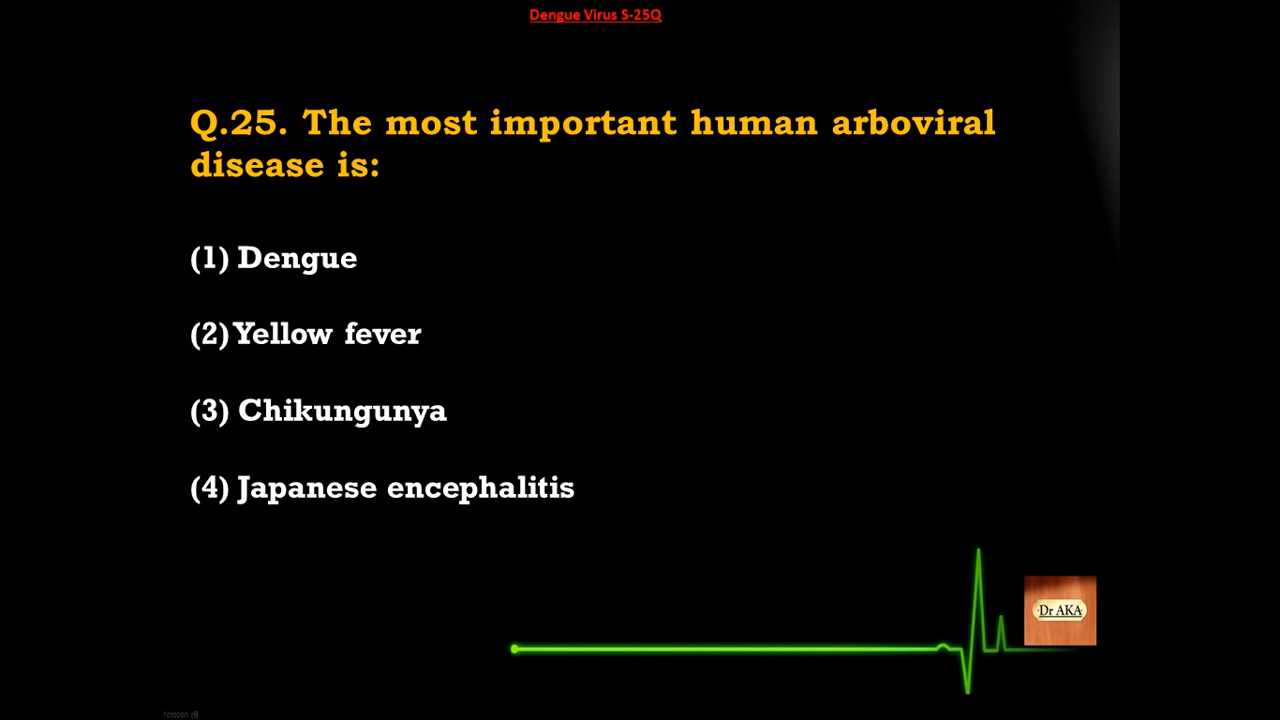 Dengue Virus S-25Q
Q.25. The most important human arboviral
disease is:
(1) Dengue
(2) Yellow fever
(3) Chikungunya
(4) Japanese encephalitis
Dr AKA